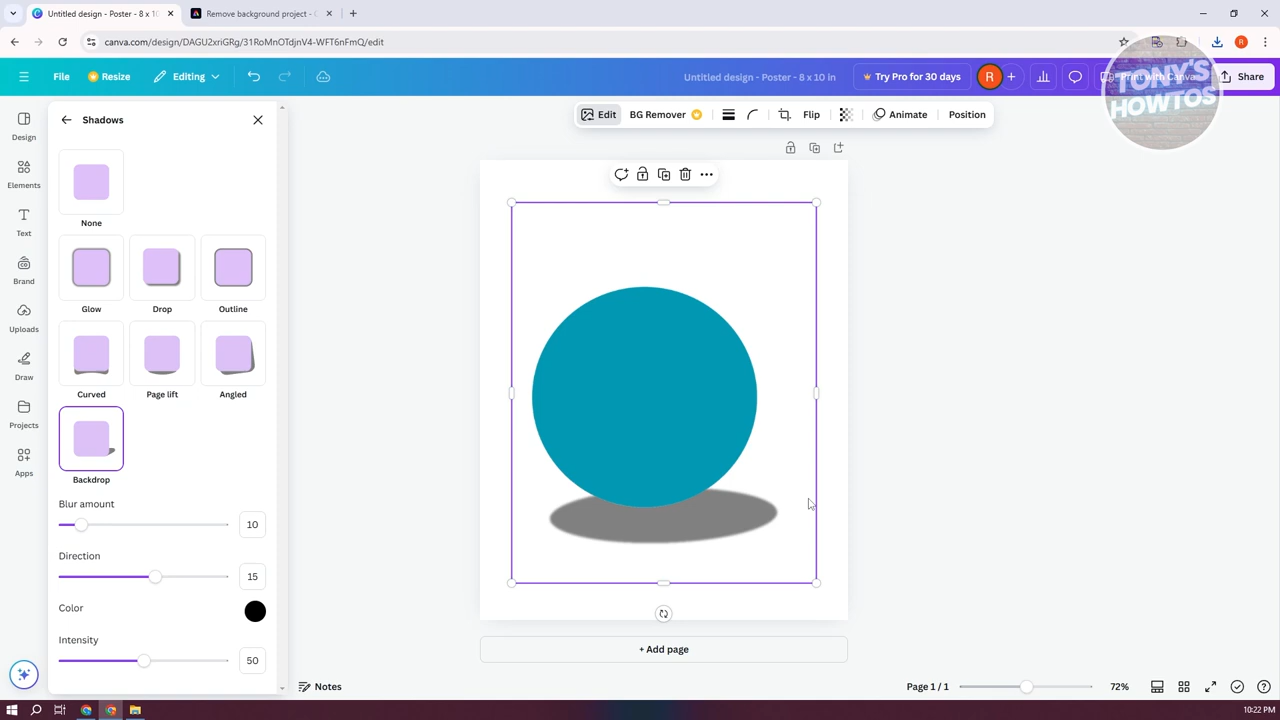 Untitled design - Poster - 8 x 10
Remove background project - C
canva.com/design/DAGU2xriGRg/31RoMnOTdjnV4-WFT6nFmQ/edit
File
Resize
Editing
Untitled design - Poster - 8 x 10 in
Try Pro for 30 days
R
Print with Canva
Share
TONY'S
HOWTOS
Design
Elements
Text
Brand
Uploads
Draw
Projects
Apps
Shadows
None
Glow
Drop
Outline
Curved
Page lift
Angled
Backdrop
Blur amount
10
Direction
15
Color
Intensity
50
Edit
BG Remover
Flip
Animate
Position
+ Add page
Notes
Page 1 / 1
72%
10:22 PM